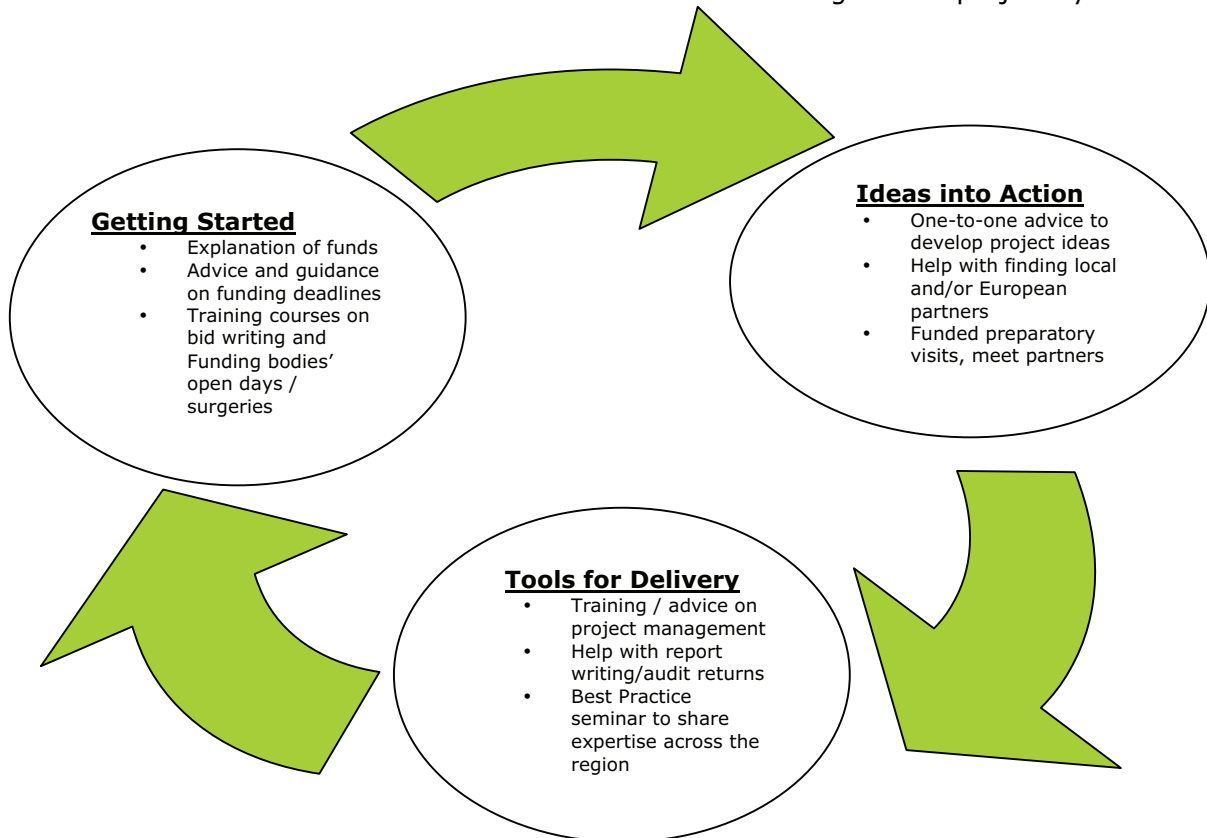 Getting Started
• Explanation of funds
• Advice and guidance
on funding deadlines
• Training courses on
bid writing and
Funding bodies’
open days /
surgeries
Ideas into Action
• One-to-one advice to
develop project ideas
• Help with finding local
and/or European
partners
• Funded preparatory
visits, meet partners
Tools for Delivery
• Training / advice on
project management
• Help with report
writing/audit returns
• Best Practice
seminar to share
expertise across the
region